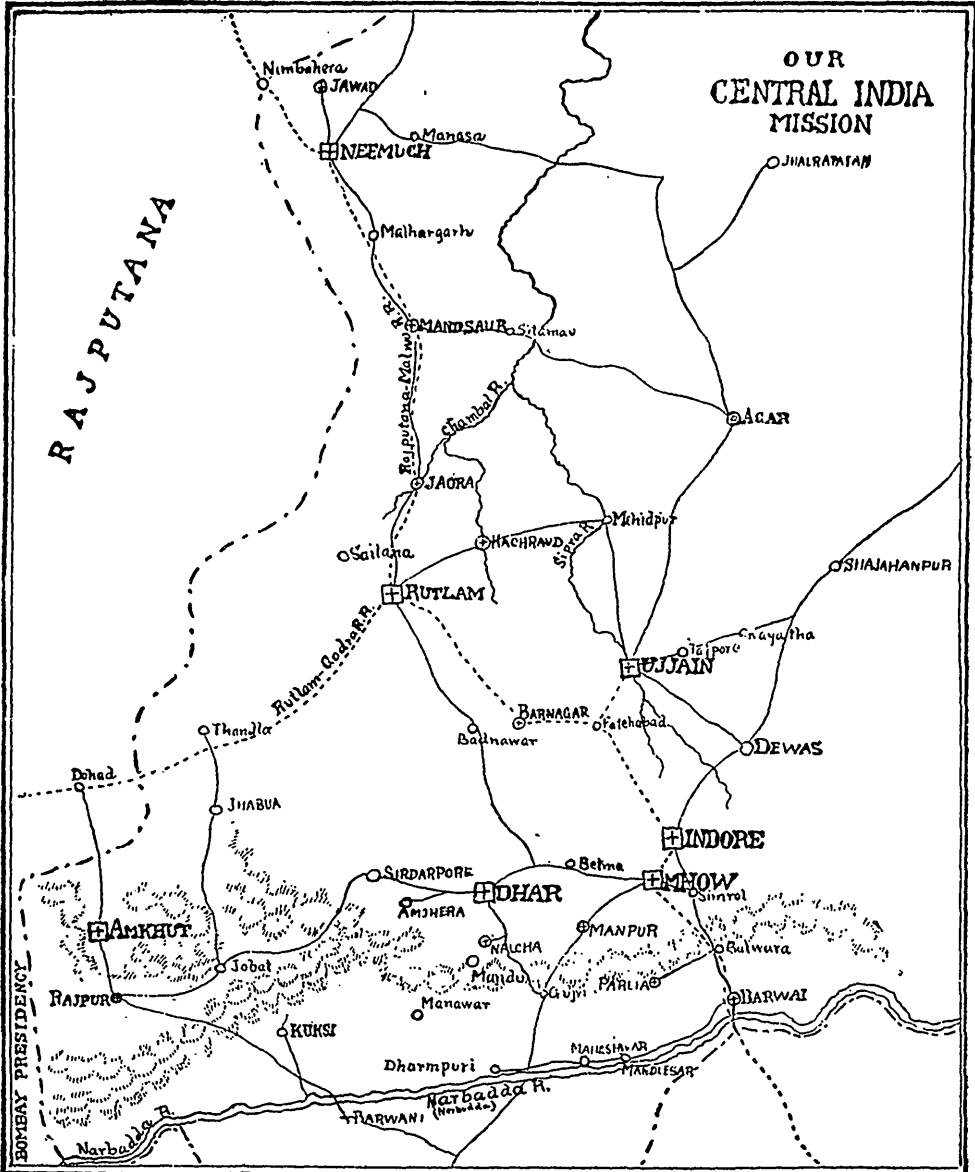 OUR
CENTRAL INDIA
MISSION
Nimbahera
JAWAD
Manasa
NEEMUCH
JHALRAPATAN
RAJPUTANA
Malhargarh
R.R.
MANDSAUR
Sitamau
Rajputana-Malwa
Chambal R.
AGAR
JAORA
Mehidpur
KACHRAUD
Sipra R.
Sailana
SHAJAHANPUR
RUTLAM
Rutlam-Godra R.R.
Tajpore
UJJAIN
BARNAGAR
Fatehabad
Thandla
Badnawar
DEWAS
Dohad
JHABUA
INDORE
Betma
SIRDARPORE
DHAR
MHOW
Simrol
AMJHERA
AMKHUT
MANPUR
NALCHA
Bulwura
Jobat
Mandu
PARLIA
RAJPUR
Gujri
BARWAI
Manawar
KUKSI
MAHESHWAR
Dharmpuri
MANDLESAR
Narbadda R.
(Nerbudda)
BARWANI
Narbadda R.
BOMBAY PRESIDENCY